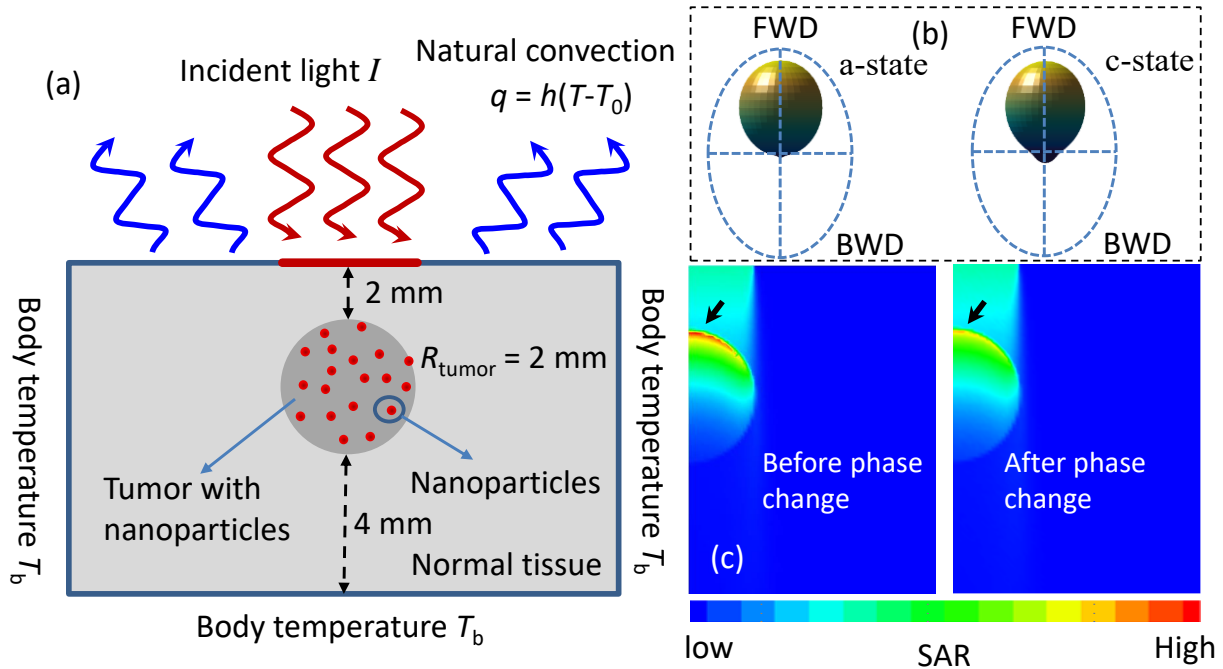 (a)
Incident light I
Natural convection
q = h(T-T0)
2 mm
Rtumor = 2 mm
Body temperature Tb
Body temperature Tb
Tumor with
nanoparticles
Nanoparticles
4 mm
Normal tissue
Body temperature Tb
(b)
FWD
a-state
BWD
FWD
c-state
BWD
(c)
Before phase
change
After phase
change
low
SAR
High